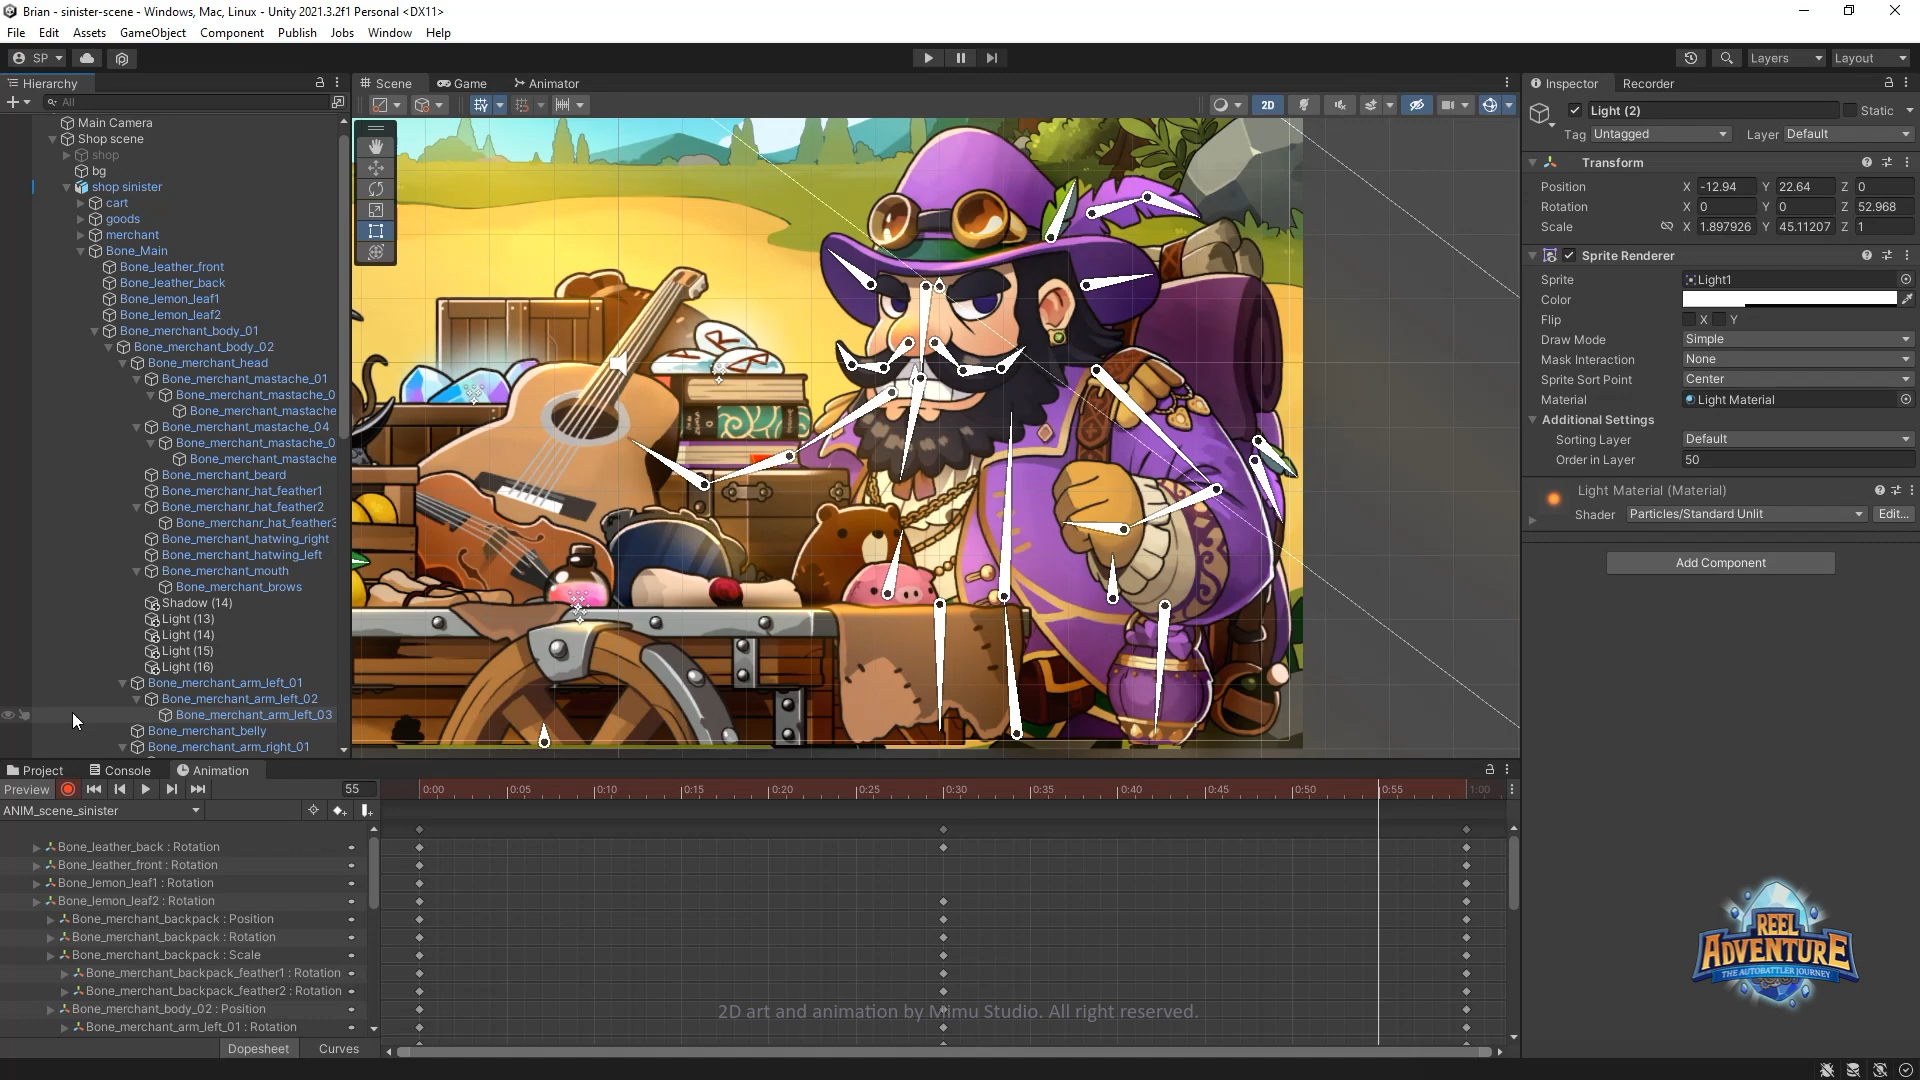 Brian - sinister-scene - Windows, Mac, Linux - Unity 2021.3.2f1 Personal <DX11>
File Edit Assets GameObject Component Publish Jobs Window Help
SP
Layers Layout
Hierarchy
All
Main Camera
Shop scene
shop
bg
shop sinister
cart
goods
merchant
Bone_Main
Bone_leather_front
Bone_leather_back
Bone_lemon_leaf1
Bone_lemon_leaf2
Bone_merchant_body_01
Bone_merchant_body_02
Bone_merchant_head
Bone_merchant_mastache_01
Bone_merchant_mastache_0
Bone_merchant_mastache
Bone_merchant_mastache_04
Bone_merchant_mastache_0
Bone_merchant_mastache
Bone_merchant_beard
Bone_merchanr_hat_feather1
Bone_merchanr_hat_feather2
Bone_merchanr_hat_feather3
Bone_merchant_hatwing_right
Bone_merchant_hatwing_left
Bone_merchant_mouth
Bone_merchant_brows
Shadow (14)
Light (13)
Light (14)
Light (15)
Light (16)
Bone_merchant_arm_left_01
Bone_merchant_arm_left_02
Bone_merchant_arm_left_03
Bone_merchant_belly
Bone_merchant_arm_right_01
Scene Game Animator
2D
Inspector Recorder
Light (2) Static
Tag Untagged Layer Default
Transform
Position X -12.94 Y 22.64 Z 0
Rotation X 0 Y 0 Z 52.968
Scale X 1.897926 Y 45.11207 Z 1
Sprite Renderer
Sprite Light1
Color
Flip X Y
Draw Mode Simple
Mask Interaction None
Sprite Sort Point Center
Material Light Material
Additional Settings
Sorting Layer Default
Order in Layer 50
Light Material (Material)
Shader Particles/Standard Unlit Edit...
Add Component
Project Console Animation
Preview 55
0:00 0:05 0:10 0:15 0:20 0:25 0:30 0:35 0:40 0:45 0:50 0:55 1:00
ANIM_scene_sinister
Bone_leather_back : Rotation
Bone_leather_front : Rotation
Bone_lemon_leaf1 : Rotation
Bone_lemon_leaf2 : Rotation
Bone_merchant_backpack : Position
Bone_merchant_backpack : Rotation
Bone_merchant_backpack : Scale
Bone_merchant_backpack_feather1 : Rotation
Bone_merchant_backpack_feather2 : Rotation
Bone_merchant_body_02 : Position
Bone_merchant_arm_left_01 : Rotation
Dopesheet Curves
2D art and animation by Mimu Studio. All right reserved.
REEL
ADVENTURE
THE AUTOBATTLER JOURNEY